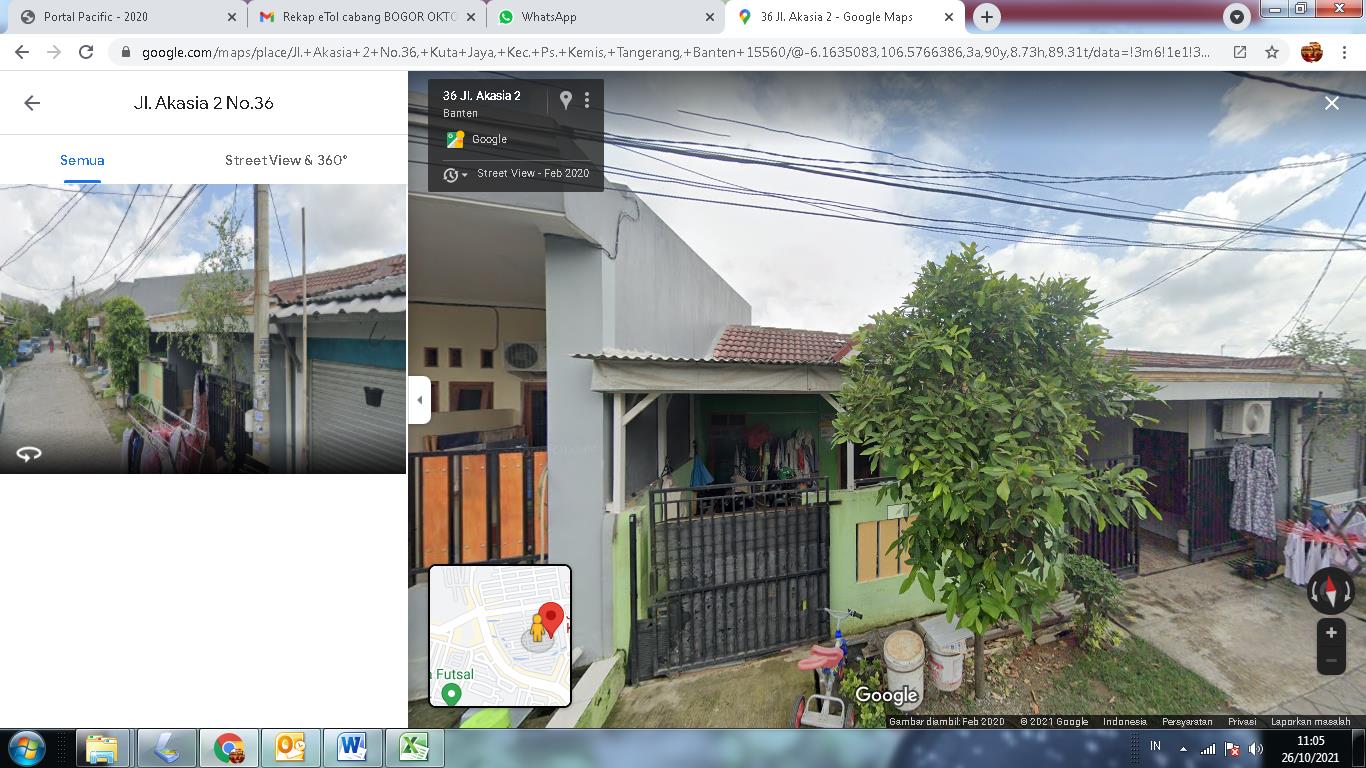 Portal Pacific - 2020
Rekap eTol cabang BOGOR OKTO
WhatsApp
36 Jl. Akasia 2 - Google Maps
google.com/maps/place/Jl.+Akasia+2+No.36,+Kuta+Jaya,+Kec.+Ps.+Kemis,+Tangerang,+Banten+15560/@-6.1635083,106.5766386,3a,90y,8.73h,89.31t/data=!3m6!1e1!3...
Jl. Akasia 2 No.36
Semua
Street View & 360°
36 Jl. Akasia 2
Banten
Google
Street View - Feb 2020
a Futsal
Google
Gambar diambil: Feb 2020 © 2021 Google Indonesia Persyaratan Privasi Laporkan masalah
IN
11:05
26/10/2021